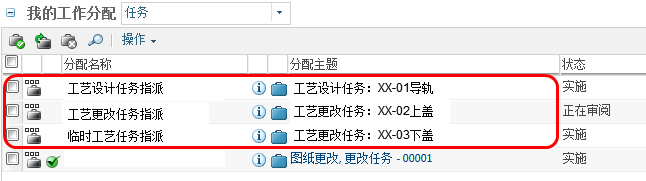 我的工作分配 任务
操作
分配名称 分配主题 状态
工艺设计任务指派 工艺设计任务：XX-01导轨 实施
工艺更改任务指派 工艺更改任务：XX-02上盖 正在审阅
临时工艺任务指派 工艺更改任务：XX-03下盖 实施
图纸更改, 更改任务 - 00001 实施